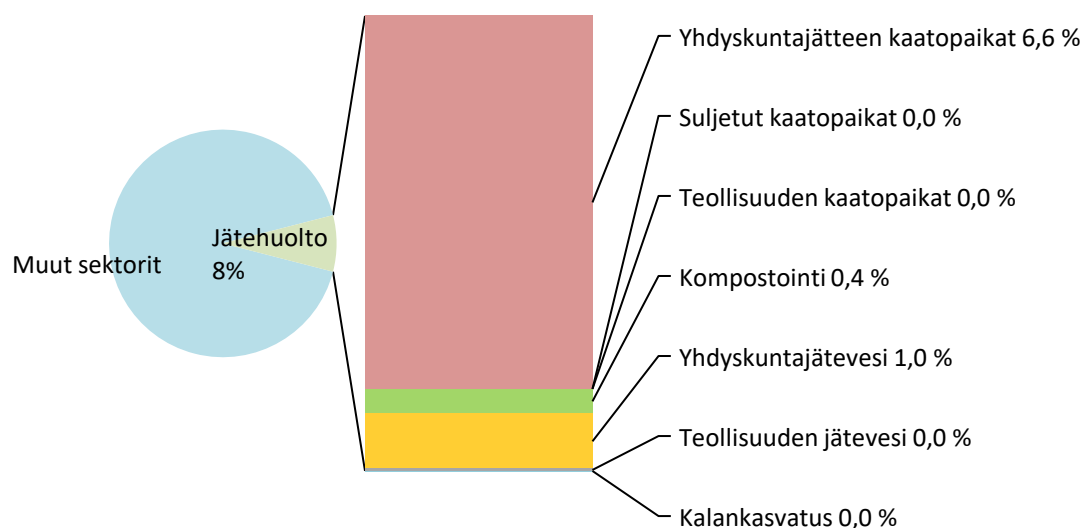 Muut sektorit
Jätehuolto
8%
Yhdyskuntajätteen kaatopaikat 6,6 %
Suljetut kaatopaikat 0,0 %
Teollisuuden kaatopaikat 0,0 %
Kompostointi 0,4 %
Yhdyskuntajätevesi 1,0 %
Teollisuuden jätevesi 0,0 %
Kalankasvatus 0,0 %